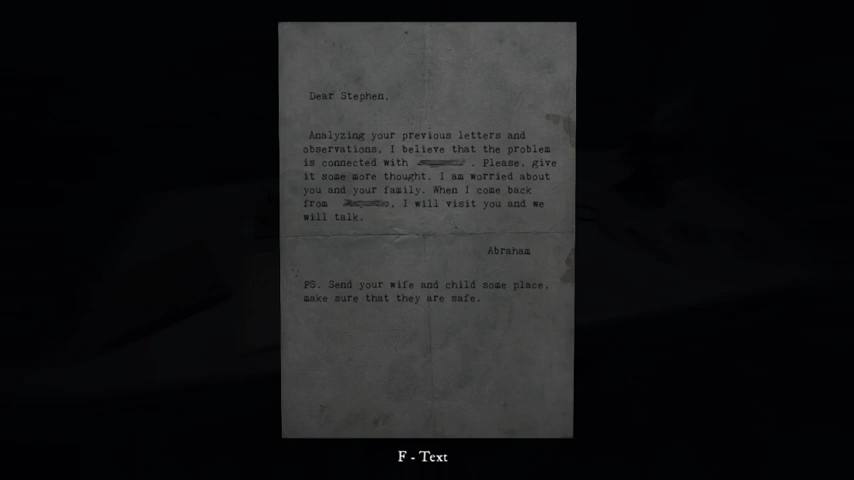 Dear Stephen,
Analyzing your previous letters and
observations, I believe that the problem
is connected with . Please, give
it some more thought. I am worried about
you and your family. When I come back
from , I will visit you and we
will talk.
Abraham
PS. Send your wife and child some place,
make sure that they are safe.
F - Text